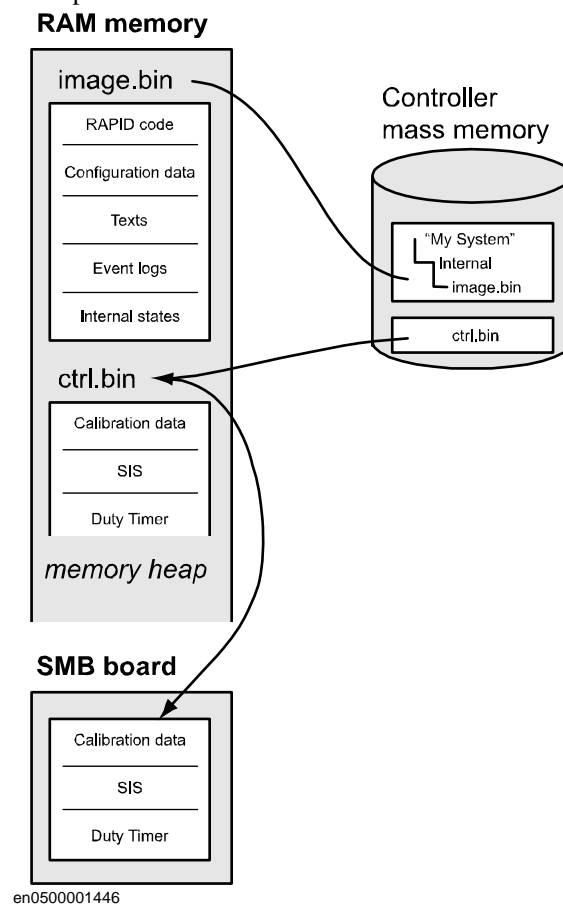 RAM memory
image.bin
RAPID code
Configuration data
Texts
Event logs
Internal states
ctrl.bin
Calibration data
SIS
Duty Timer
memory heap
Controller
mass memory
"My System"
Internal
image.bin
ctrl.bin
SMB board
Calibration data
SIS
Duty Timer
en0500001446